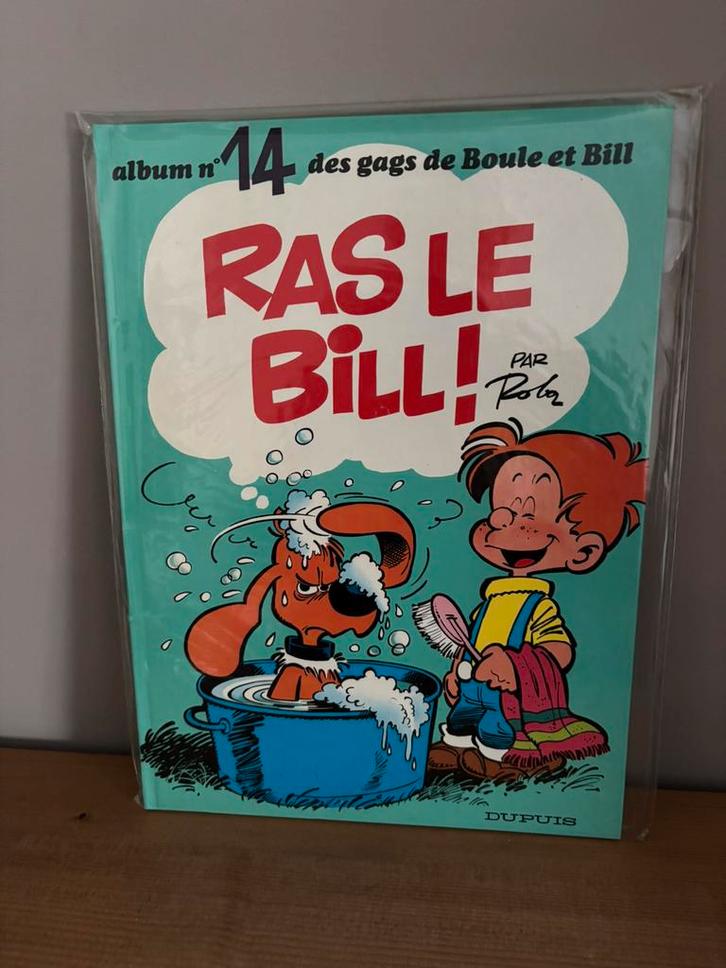 album n° 14 des gags de Boule et Bill
RAS LE
BiLL!
PAR
Roba
DUPUIS